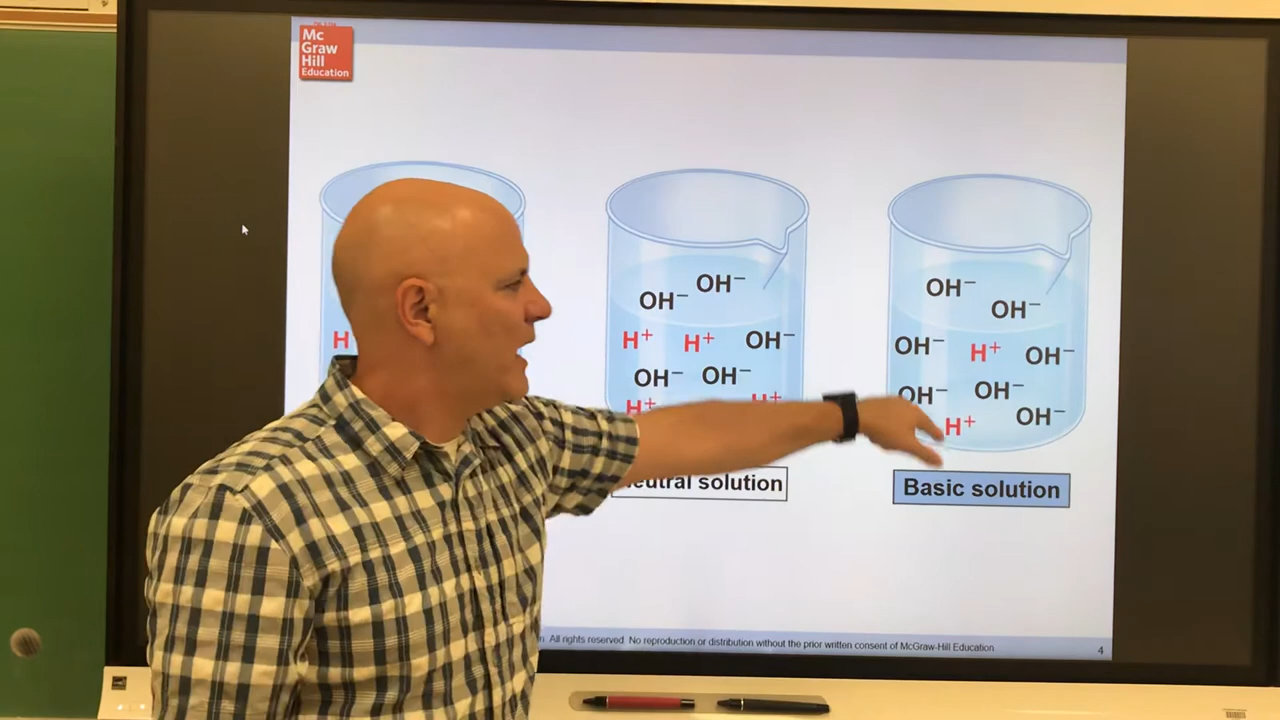 Mc
Graw
Hill
Education
H
OH⁻
OH⁻
H⁺
H⁺
OH⁻
OH⁻
OH⁻
H⁺
H⁺
solution
OH⁻
OH⁻
OH⁻
H⁺
OH⁻
OH⁻
OH⁻
OH⁻
H⁺
Basic solution
All rights reserved. No reproduction or distribution without the prior written consent of McGraw-Hill Education.
4